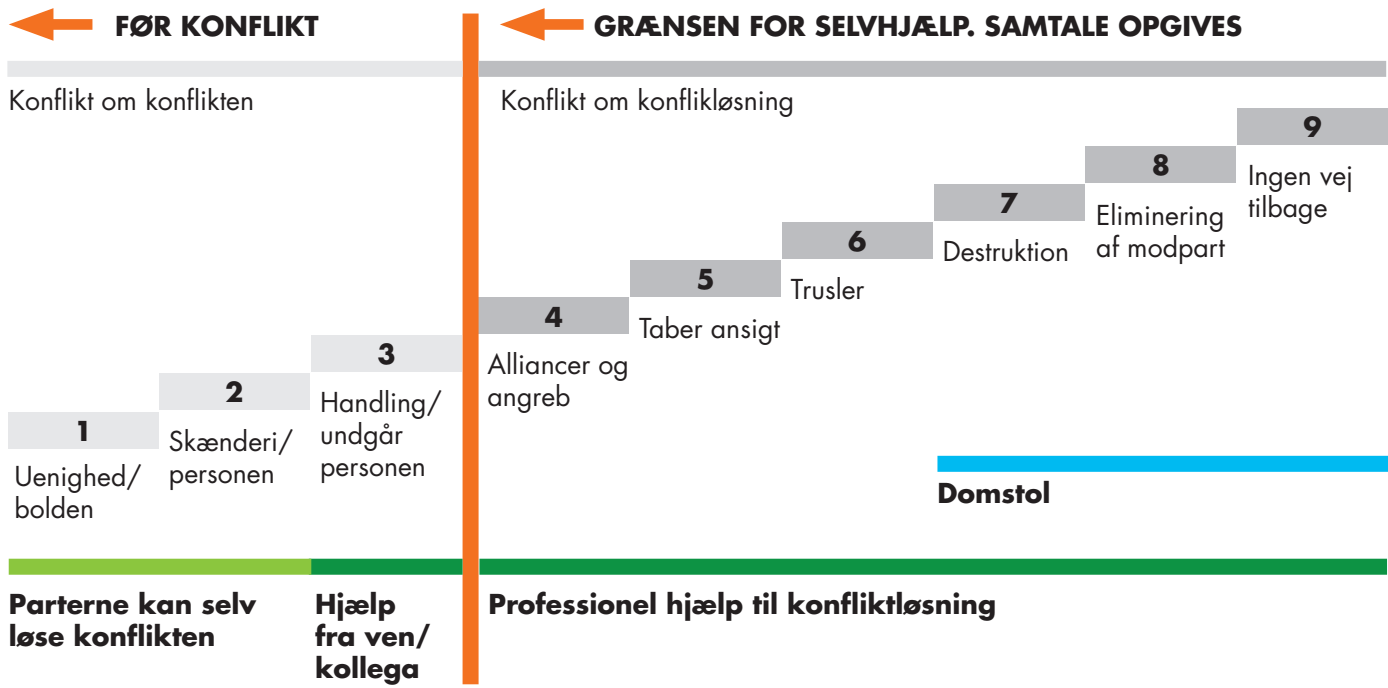 FØR KONFLIKT
GRÆNSEN FOR SELVHJÆLP. SAMTALE OPGIVES
Konflikt om konflikten
Konflikt om konflikløsning
1
Uenighed/
bolden
2
Skænderi/
personen
3
Handling/
undgår
personen
4
Alliancer og
angreb
5
Taber ansigt
6
Trusler
7
Destruktion
8
Eliminering
af modpart
9
Ingen vej
tilbage
Domstol
Parterne kan selv
løse konflikten
Hjælp
fra ven/
kollega
Professionel hjælp til konfliktløsning